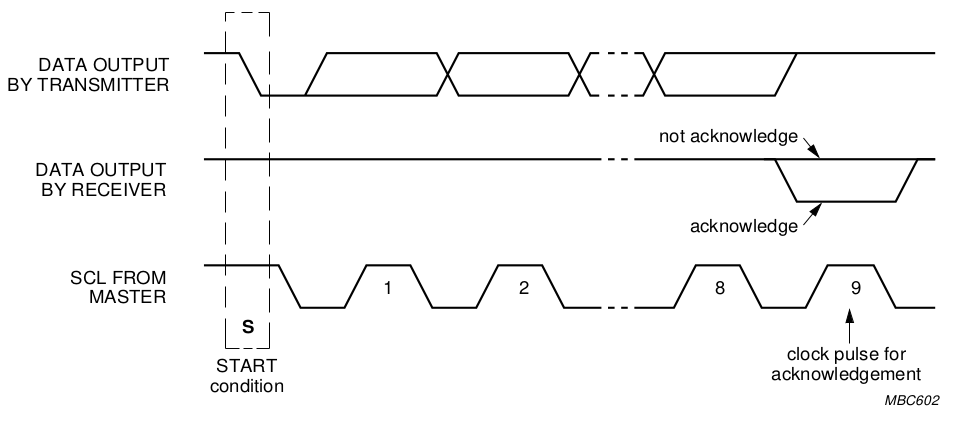 DATA OUTPUT
BY TRANSMITTER
not acknowledge
DATA OUTPUT
BY RECEIVER
acknowledge
SCL FROM
MASTER
1
2
8
9
S
START
condition
clock pulse for
acknowledgement
MBC602